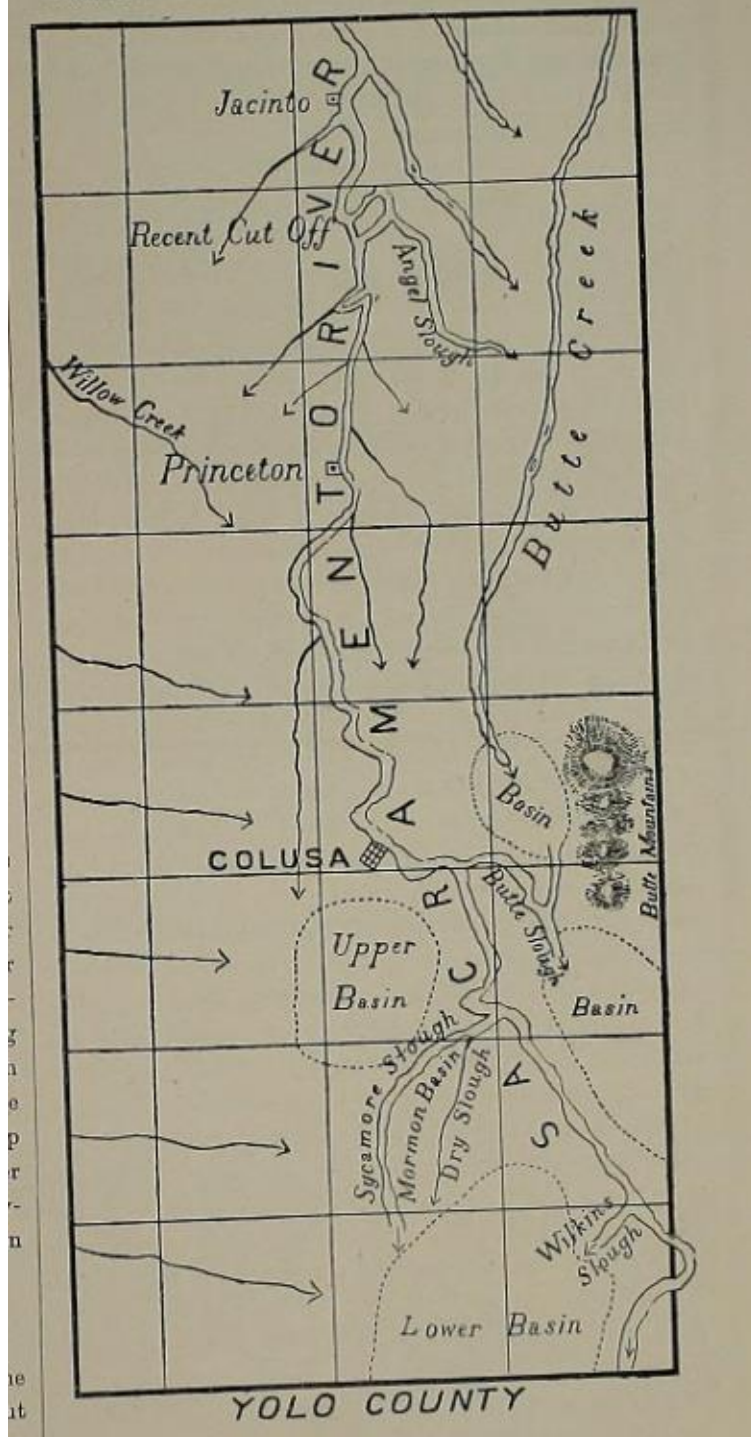 Jacinto
Recent Cut Off
Angel Slough
Butte Creek
Willow Creek
Princeton
SACRAMENTO RIVER
Basin
Butte Mountains
COLUSA
Butte Slough
Upper
Basin
Basin
Sycamore Slough
Mormon Basin
Dry Slough
Wilkins
Slough
Lower Basin
YOLO COUNTY